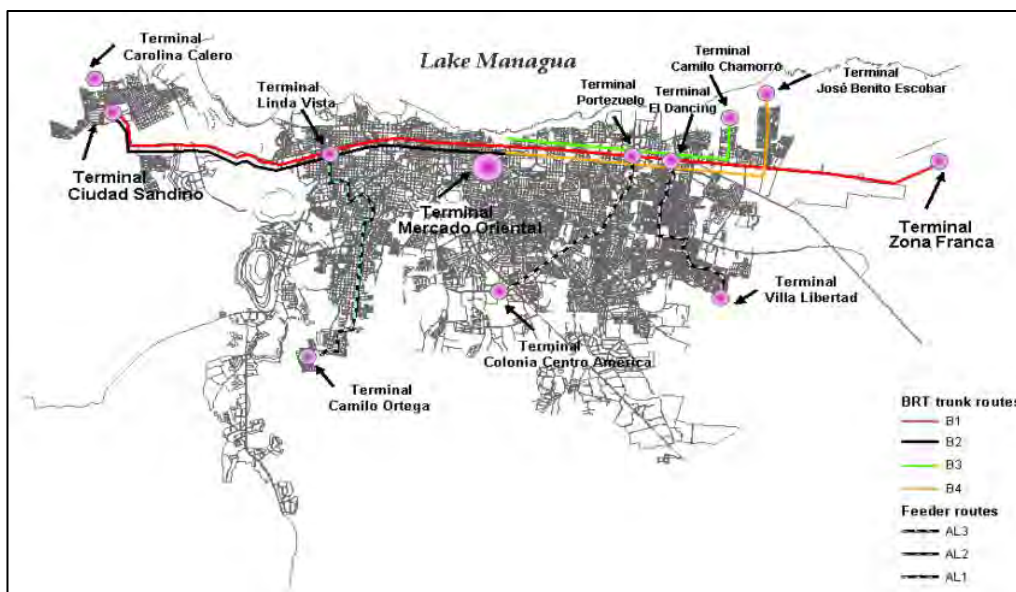 Terminal
Carolina Calero
Lake Managua
Terminal
Camilo Chamorro
Terminal
José Benito Escobar
Terminal
Linda Vista
Terminal
Portezuelo
Terminal
El Dancing
Terminal
Ciudad Sandino
Terminal
Mercado Oriental
Terminal
Zona Franca
Terminal
Villa Libertad
Terminal
Colonia Centro America
Terminal
Camilo Ortega
BRT trunk routes
B1
B2
B3
B4
Feeder routes
AL3
AL2
AL1